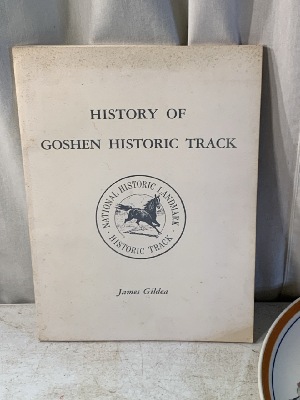 HISTORY OF
GOSHEN HISTORIC TRACK
NATIONAL HISTORIC LANDMARK
· HISTORIC TRACK ·
James Gildea